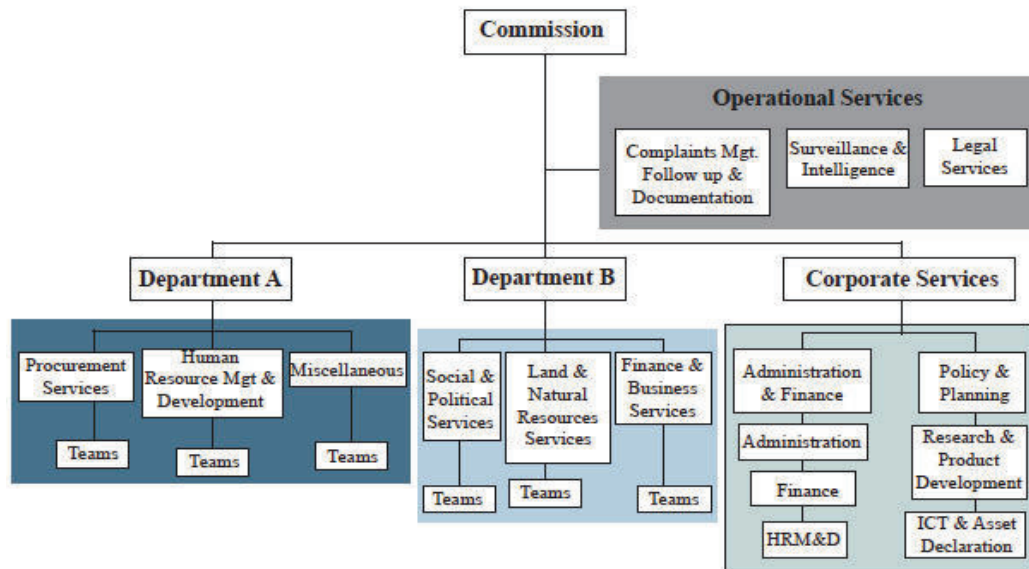 Commission
Operational Services
Complaints Mgt.
Follow up &
Documentation
Surveillance &
Intelligence
Legal
Services
Department A
Department B
Corporate Services
Procurement
Services
Human
Resource Mgt &
Development
Miscellaneous
Teams
Teams
Teams
Social &
Political
Services
Land &
Natural
Resources
Services
Finance &
Business
Services
Teams
Teams
Teams
Administration
& Finance
Administration
Finance
HRM&D
Policy &
Planning
Research &
Product
Development
ICT & Asset
Declaration